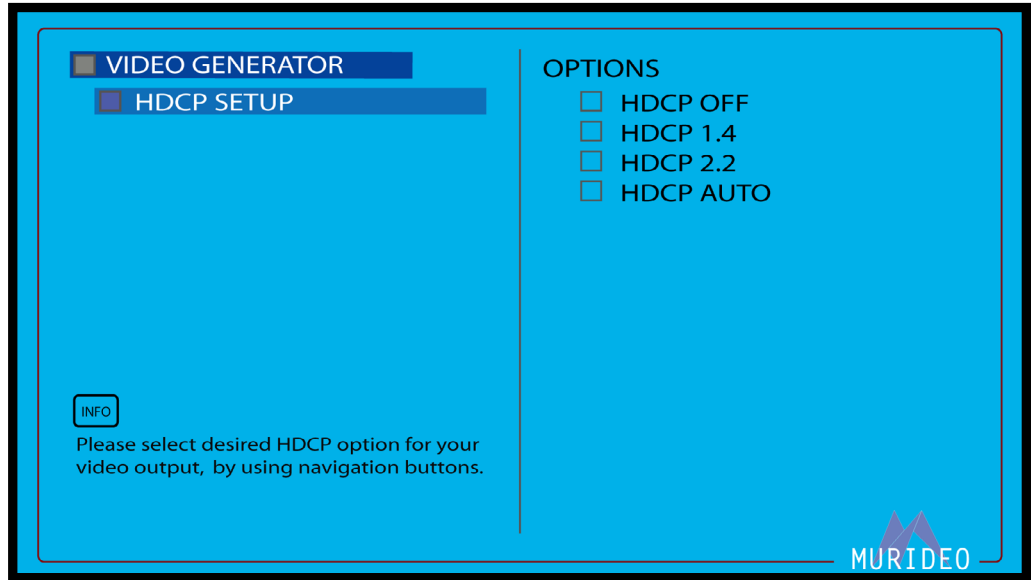 VIDEO GENERATOR
HDCP SETUP
INFO
Please select desired HDCP option for your
video output, by using navigation buttons.
OPTIONS
HDCP OFF
HDCP 1.4
HDCP 2.2
HDCP AUTO
MURIDEO